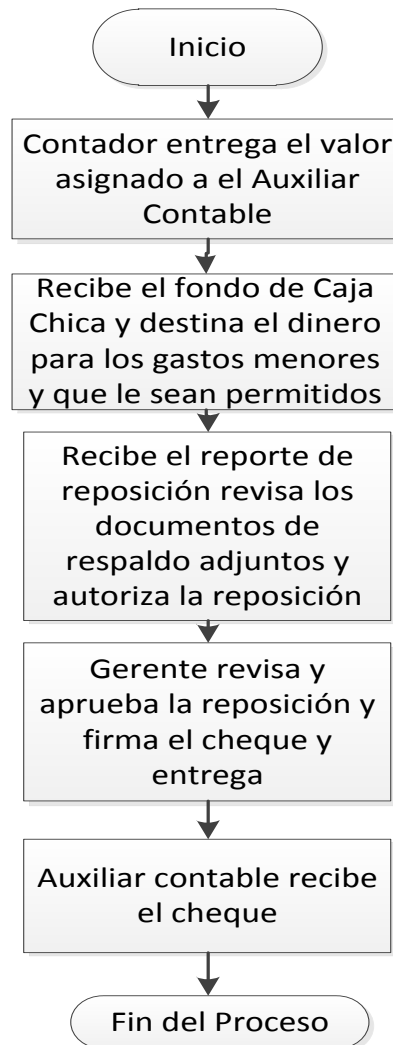 Inicio
Contador entrega el valor
asignado a el Auxiliar
Contable
Recibe el fondo de Caja
Chica y destina el dinero
para los gastos menores
y que le sean permitidos
Recibe el reporte de
reposición revisa los
documentos de
respaldo adjuntos y
autoriza la reposición
Gerente revisa y
aprueba la reposición y
firma el cheque y
entrega
Auxiliar contable recibe
el cheque
Fin del Proceso